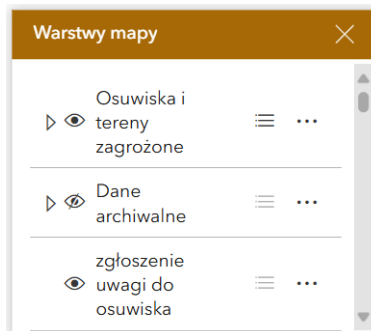 Warstwy mapy
Osuwiska i
tereny
zagrożone
Dane
archiwalne
zgłoszenie
uwagi do
osuwiska